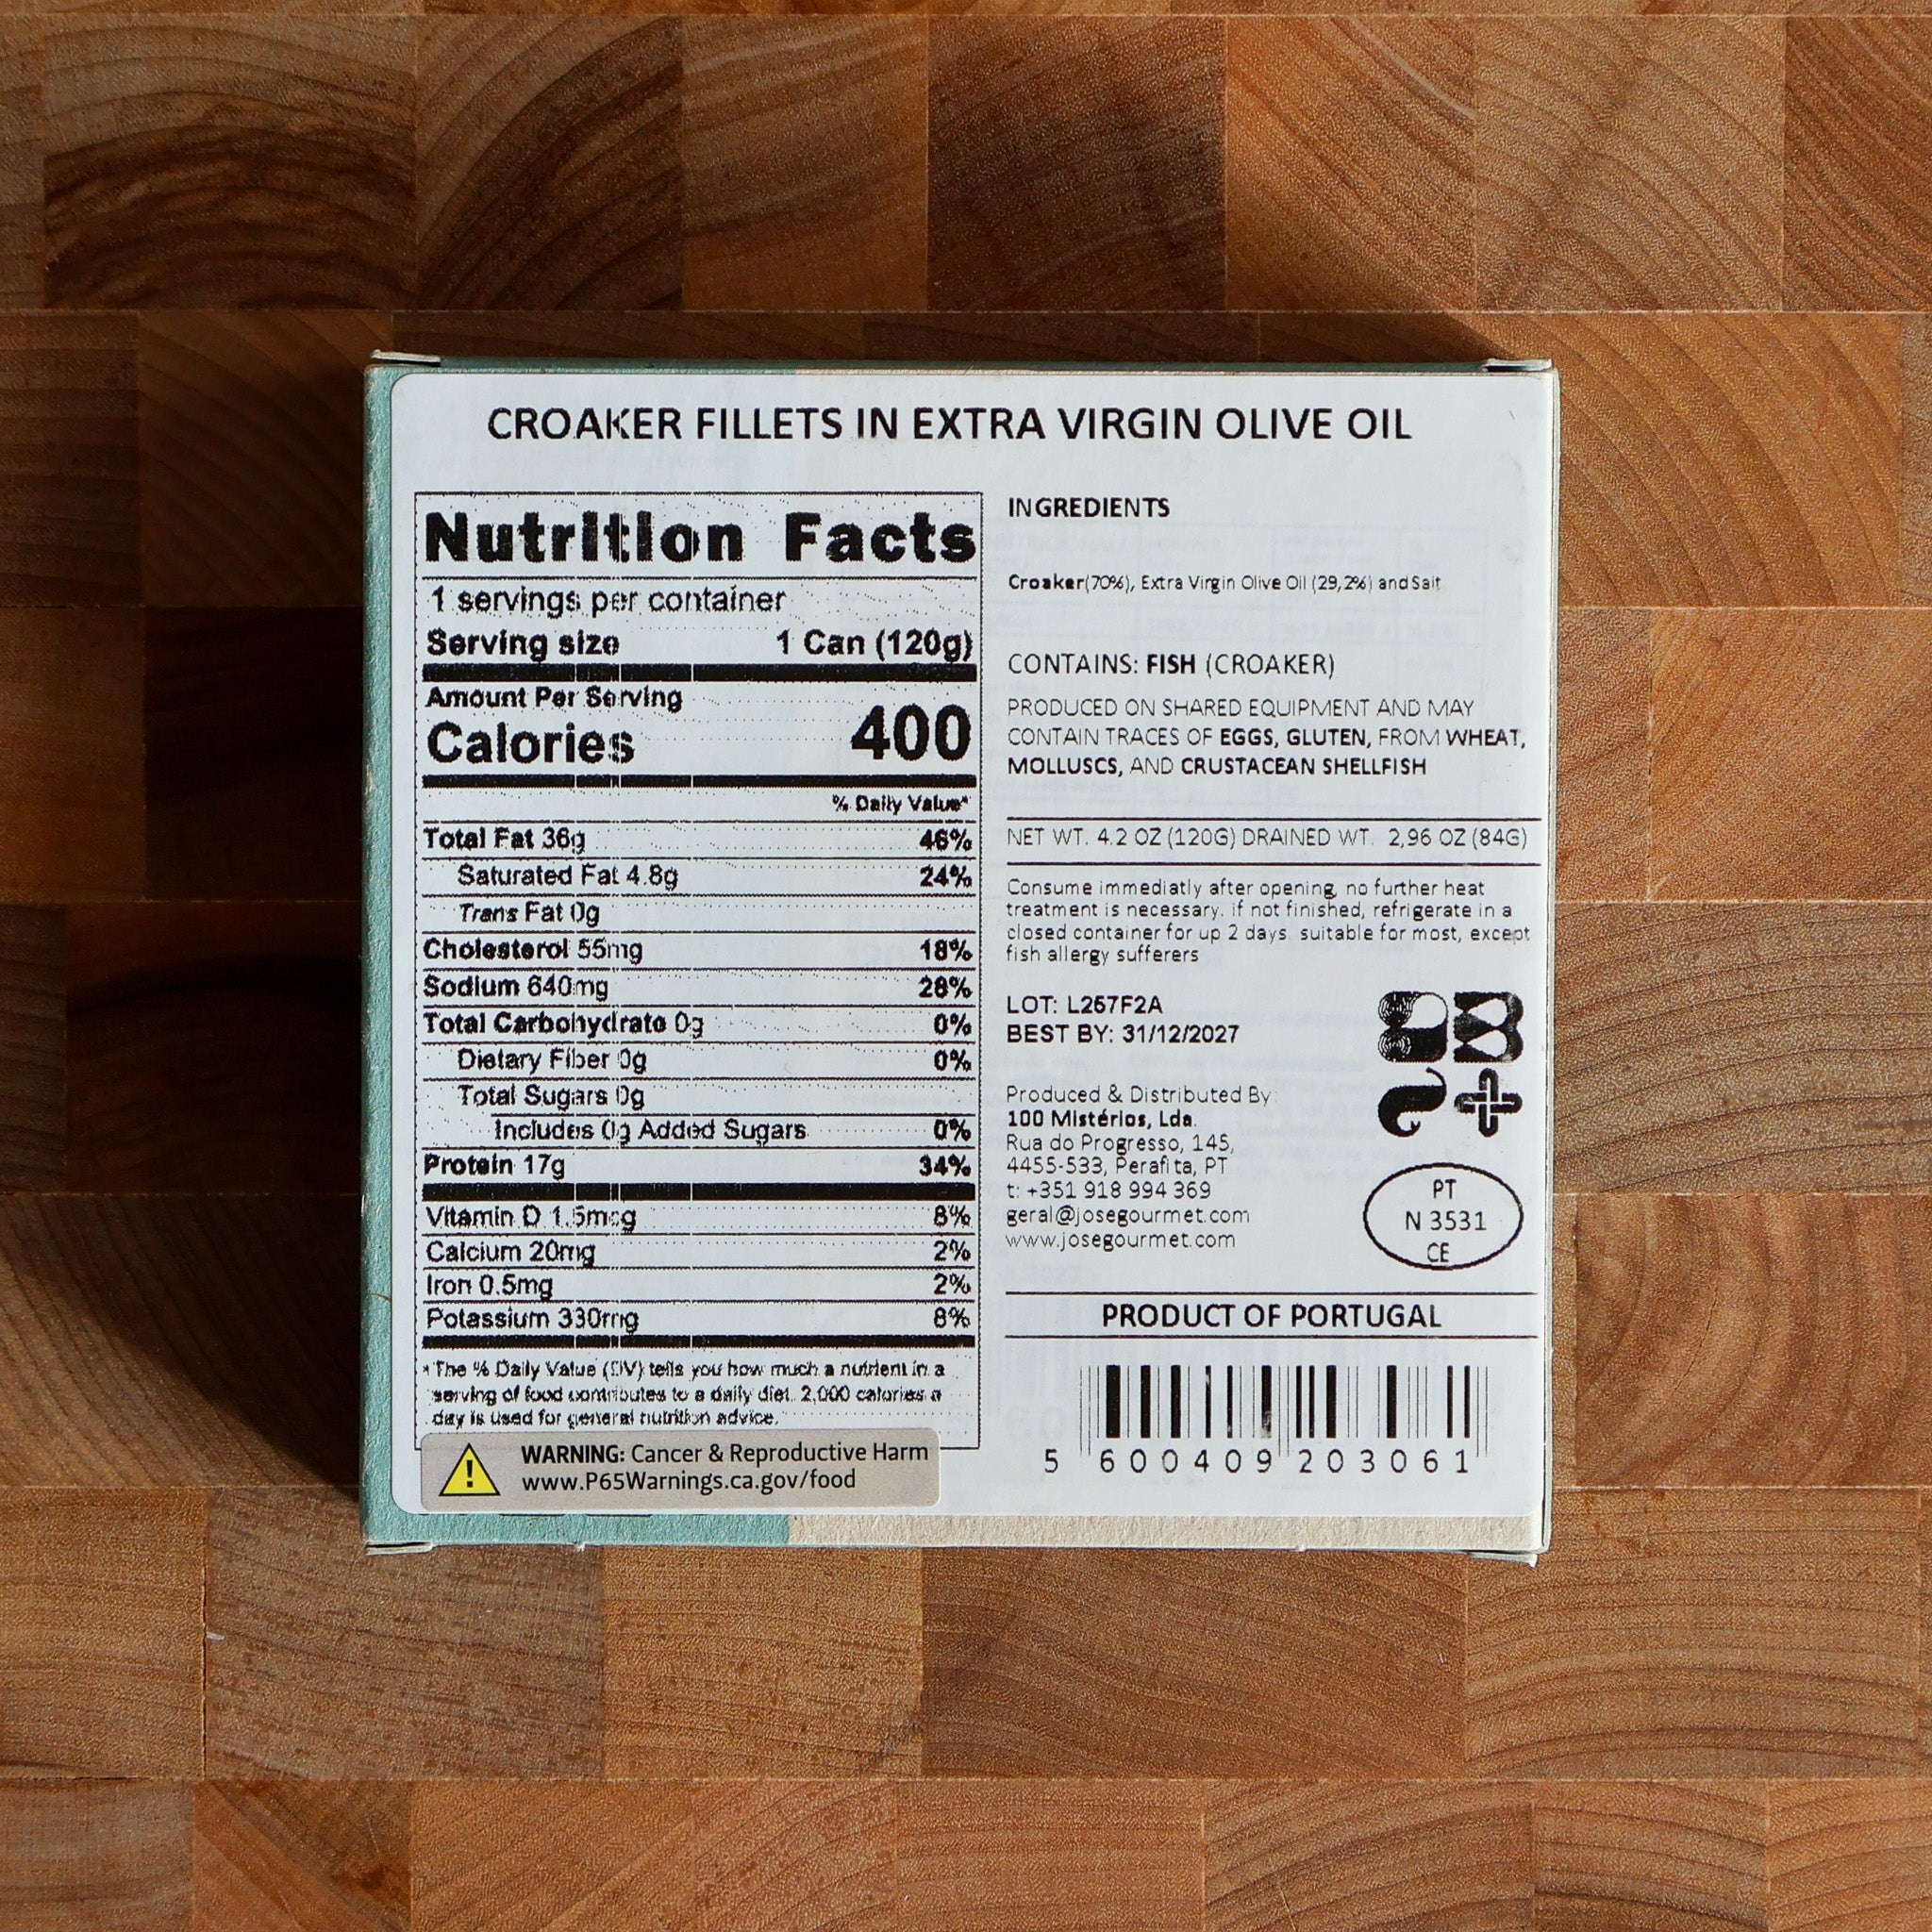 CROAKER FILLETS IN EXTRA VIRGIN OLIVE OIL
Nutrition Facts
1 servings per container
Serving size 1 Can (120g)
Amount Per Serving
Calories 400
% Daily Value*
Total Fat 36g 46%
Saturated Fat 4.8g 24%
Trans Fat 0g
Cholesterol 55mg 18%
Sodium 640mg 28%
Total Carbohydrate 0g 0%
Dietary Fiber 0g 0%
Total Sugars 0g
Includes 0g Added Sugars 0%
Protein 17g 34%
Vitamin D 1.5mcg 8%
Calcium 20mg 2%
Iron 0.5mg 2%
Potassium 330mg 8%
* The % Daily Value (DV) tells you how much a nutrient in a
serving of food contributes to a daily diet. 2,000 calories a
day is used for general nutrition advice.
WARNING: Cancer & Reproductive Harm
www.P65Warnings.ca.gov/food
INGREDIENTS
Croaker(70%), Extra Virgin Olive Oil (29,2%) and Salt
CONTAINS: FISH (CROAKER)
PRODUCED ON SHARED EQUIPMENT AND MAY
CONTAIN TRACES OF EGGS, GLUTEN, FROM WHEAT,
MOLLUSCS, AND CRUSTACEAN SHELLFISH
NET WT. 4.2 OZ (120G) DRAINED WT. 2,96 OZ (84G)
Consume immediatly after opening, no further heat
treatment is necessary. if not finished, refrigerate in a
closed container for up 2 days. suitable for most, except
fish allergy sufferers
LOT: L267F2A
BEST BY: 31/12/2027
Produced & Distributed By:
100 Mistérios, Lda.
Rua do Progresso, 145,
4455-533, Perafita, PT
t: +351 918 994 369
geral@josegourmet.com
www.josegourmet.com
PT
N 3531
CE
PRODUCT OF PORTUGAL
5 600409 203061